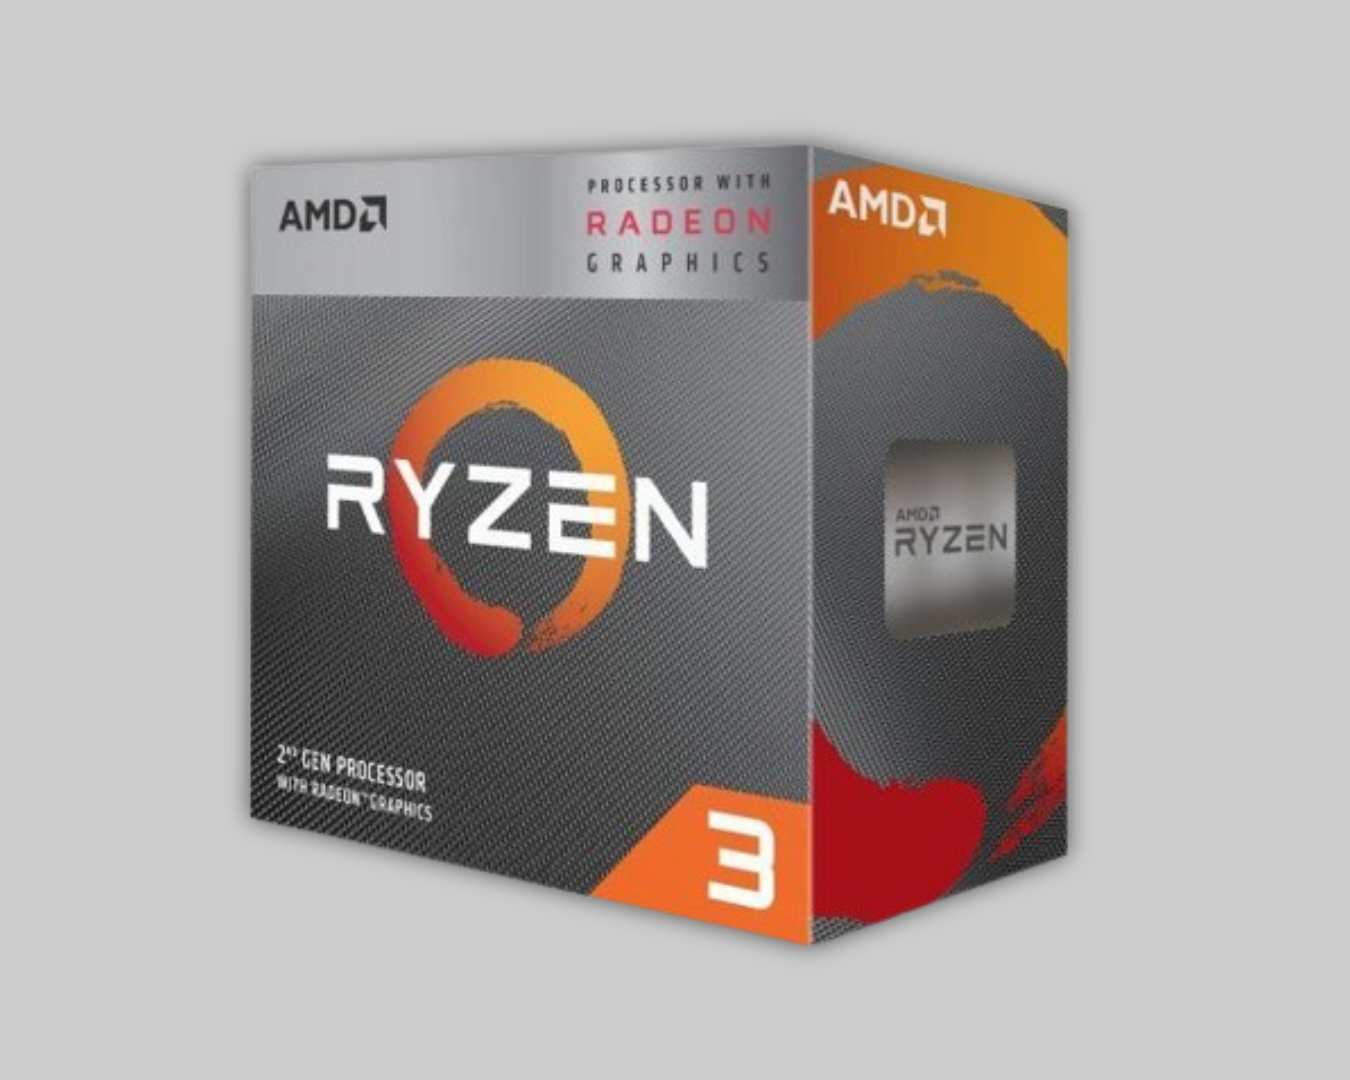 AMD
PROCESSOR WITH
RADEON
GRAPHICS
RYZEN
2ND GEN PROCESSOR
WITH RADEON™ GRAPHICS
3
AMD
AMD
RYZEN